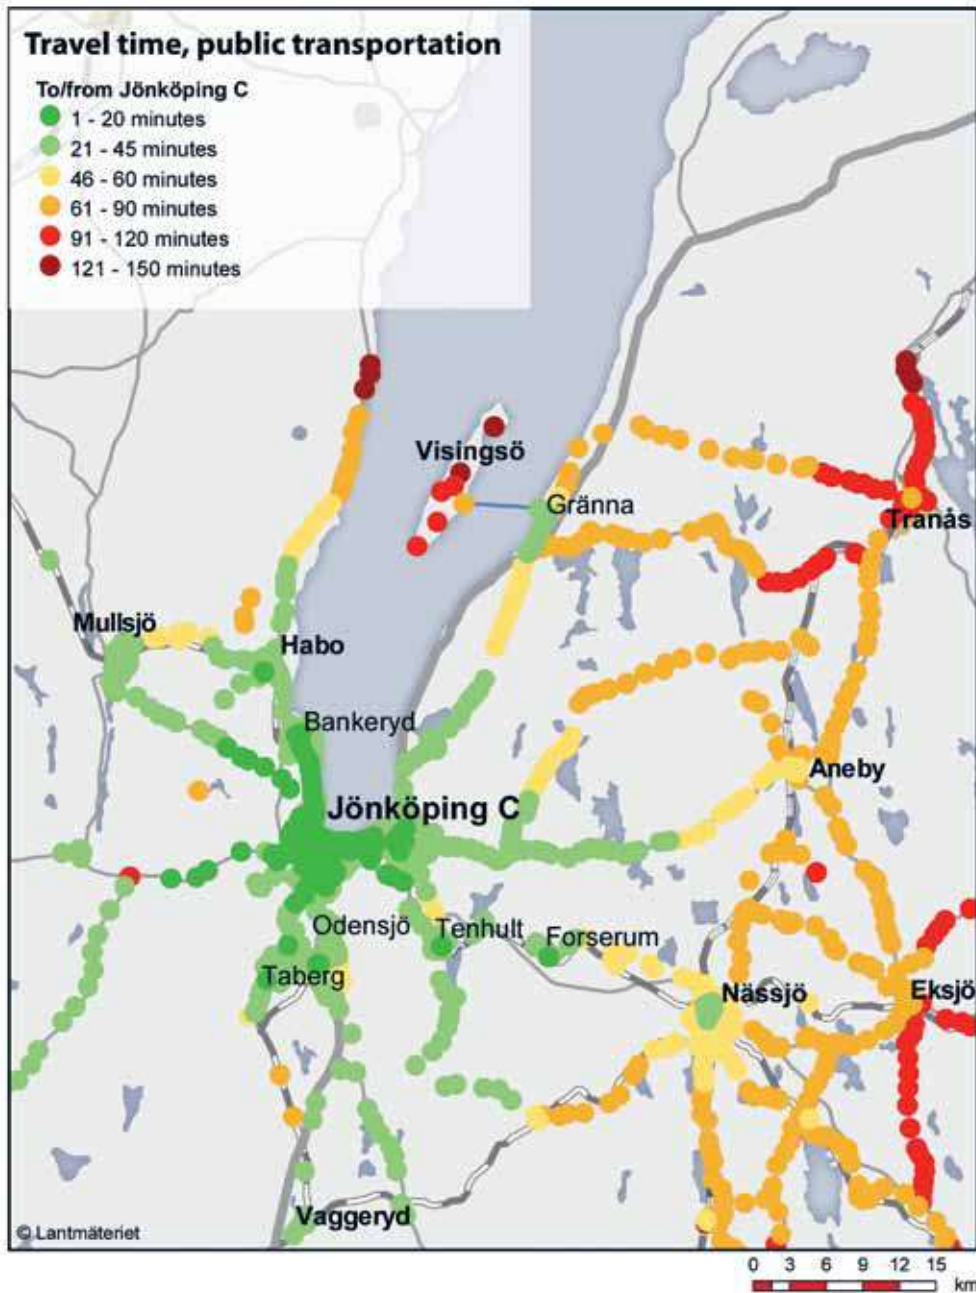 Travel time, public transportation
To/from Jönköping C
1 - 20 minutes
21 - 45 minutes
46 - 60 minutes
61 - 90 minutes
91 - 120 minutes
121 - 150 minutes
Visingsö
Gränna
Tranås
Mullsjö
Habo
Bankeryd
Aneby
Jönköping C
Odensjö
Tenhult
Forserum
Taberg
Nässjö
Eksjö
Vaggeryd
© Lantmäteriet
0 3 6 9 12 15
km